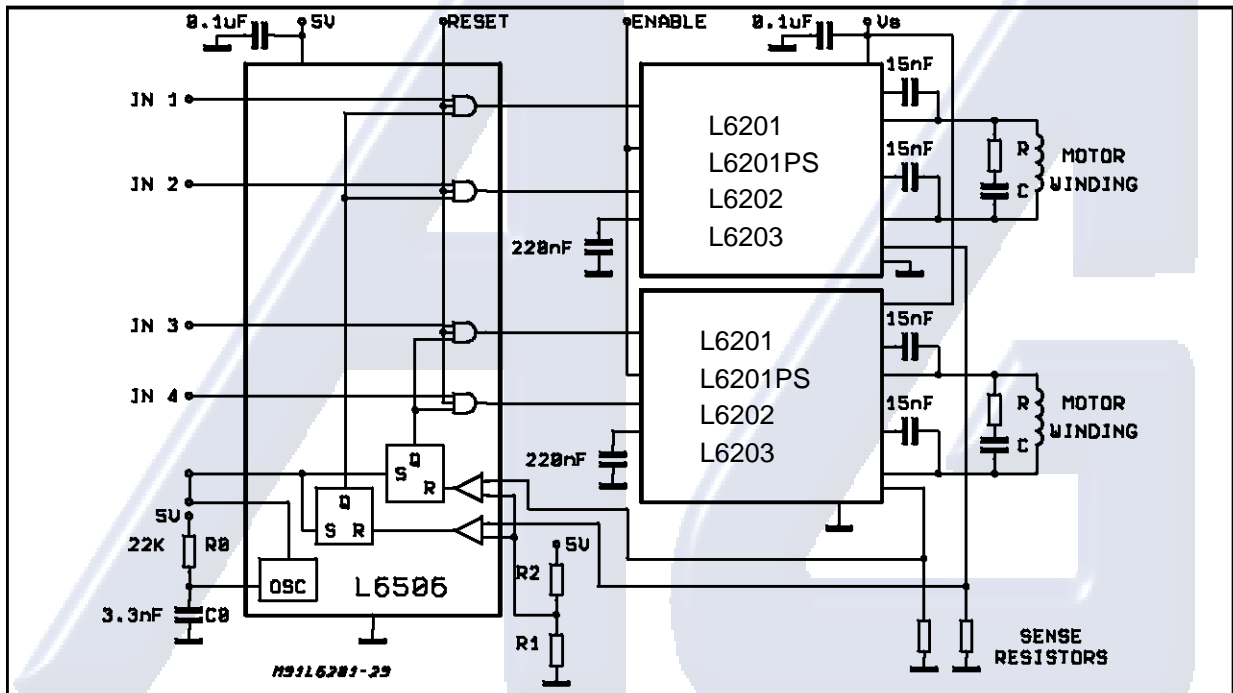 0.1uF 5V RESET ENABLE 0.1uF Vs
15nF
IN 1
L6201
L6201PS
L6202
L6203
15nF
R
MOTOR
WINDING
C
IN 2
220nF
IN 3
15nF
L6201
L6201PS
L6202
L6203
IN 4
15nF
R
MOTOR
WINDING
C
220nF
S Q R
S Q R
5V
22K R0
OSC
L6506
3.3nF C0
5V
R2
R1
SENSE
RESISTORS
M91L6201-29